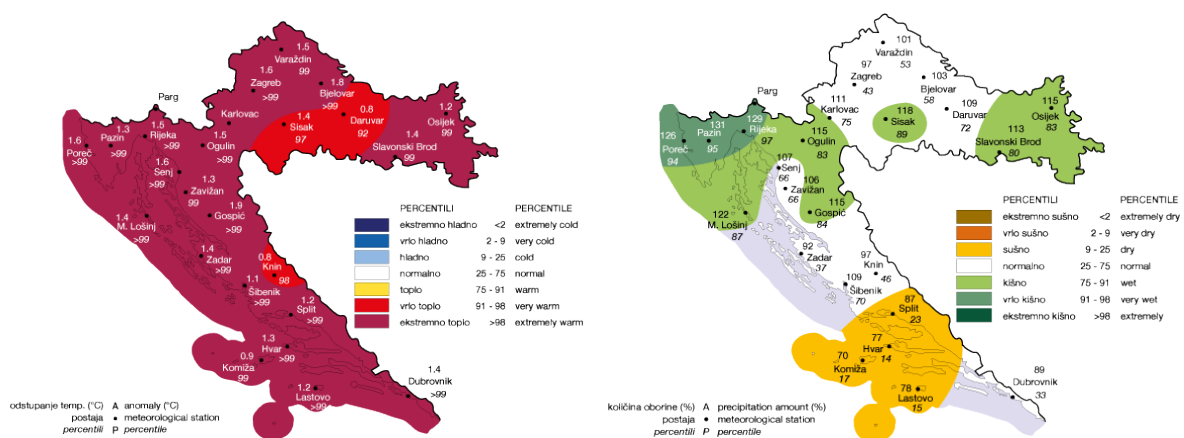 1.5
Varaždin
99
1.6
Zagreb
>99
1.8
Bjelovar
>99
0.8
Daruvar
92
1.2
Osijek
99
Parg
Karlovac
1.4
Sisak
97
1.4
Slavonski Brod
99
1.6
Poreč
>99
1.3
Pazin
>99
1.5
Rijeka
>99
1.5
Ogulin
>99
1.6
Senj
>99
1.3
Zavižan
99
1.9
Gospić
>99
1.4
M. Lošinj
>99
1.4
Zadar
>99
0.8
Knin
98
1.1
Šibenik
>99
1.2
Split
>99
1.3
Hvar
>99
0.9
Komiža
99
1.2
Lastovo
>99
1.4
Dubrovnik
>99
PERCENTILI PERCENTILE
ekstremno hladno <2 extremely cold
vrlo hladno 2 - 9 very cold
hladno 9 - 25 cold
normalno 25 - 75 normal
toplo 75 - 91 warm
vrlo toplo 91 - 98 very warm
ekstremno toplo >98 extremely warm
odstupanje temp. (°C) A anomaly (°C)
postaja meteorological station
percentili P percentile
101
Varaždin
53
97
Zagreb
43
103
Bjelovar
58
109
Daruvar
72
115
Osijek
83
Parg
111
Karlovac
75
118
Sisak
89
113
Slavonski Brod
80
126
Poreč
94
131
Pazin
95
129
Rijeka
97
115
Ogulin
83
107
Senj
66
106
Zavižan
66
115
Gospić
84
122
M. Lošinj
87
92
Zadar
37
97
Knin
46
109
Šibenik
70
87
Split
23
77
Hvar
14
70
Komiža
17
78
Lastovo
15
89
Dubrovnik
33
PERCENTILI PERCENTILE
ekstremno sušno <2 extremely dry
vrlo sušno 2 - 9 very dry
sušno 9 - 25 dry
normalno 25 - 75 normal
kišno 75 - 91 wet
vrlo kišno 91 - 98 very wet
ekstremno kišno >98 extremely
količina oborine (%) A precipitation amount (%)
postaja meteorological station
percentili P percentile